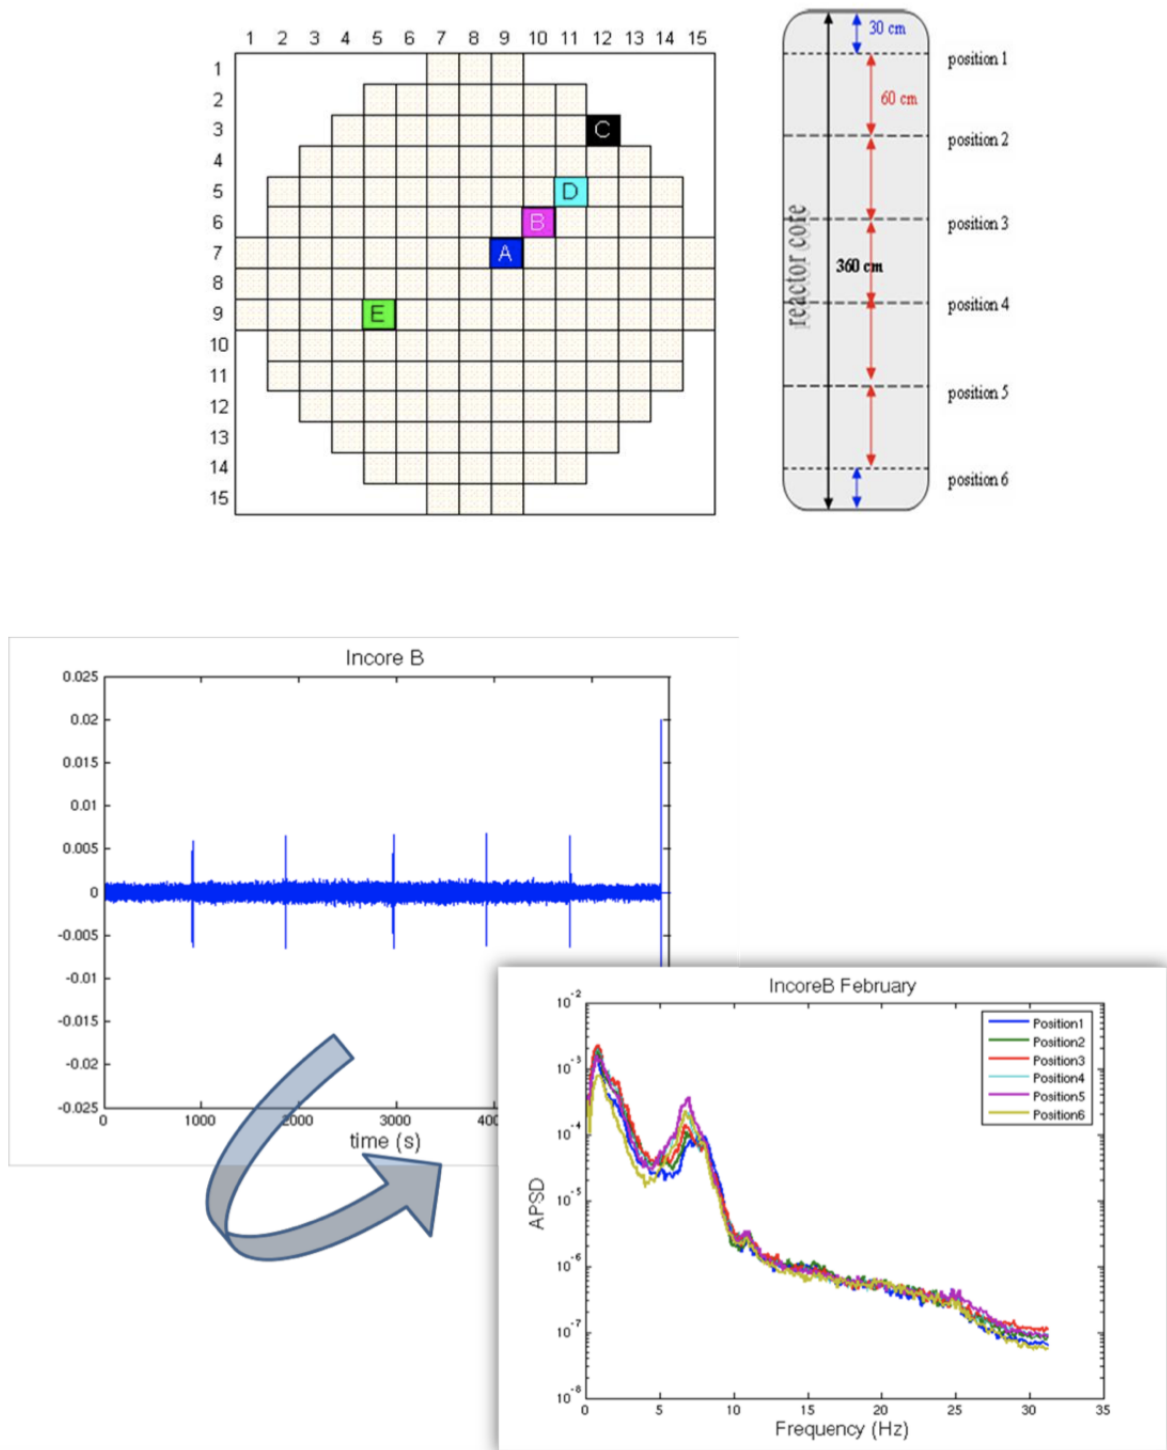 1 2 3 4 5 6 7 8 9 10 11 12 13 14 15
1
2
3
4
5
6
7
8
9
10
11
12
13
14
15
C
D
B
A
E
30 cm
position 1
60 cm
position 2
position 3
reactor core
360 cm
position 4
position 5
position 6
Incore B
0.025
0.02
0.015
0.01
0.005
0
-0.005
-0.01
-0.015
-0.02
-0.025
0 1000 2000 3000 400
time (s)
IncoreB February
10^-2
10^-3
10^-4
10^-5
10^-6
10^-7
10^-8
APSD
Position1
Position2
Position3
Position4
Position5
Position6
0 5 10 15 20 25 30 35
Frequency (Hz)